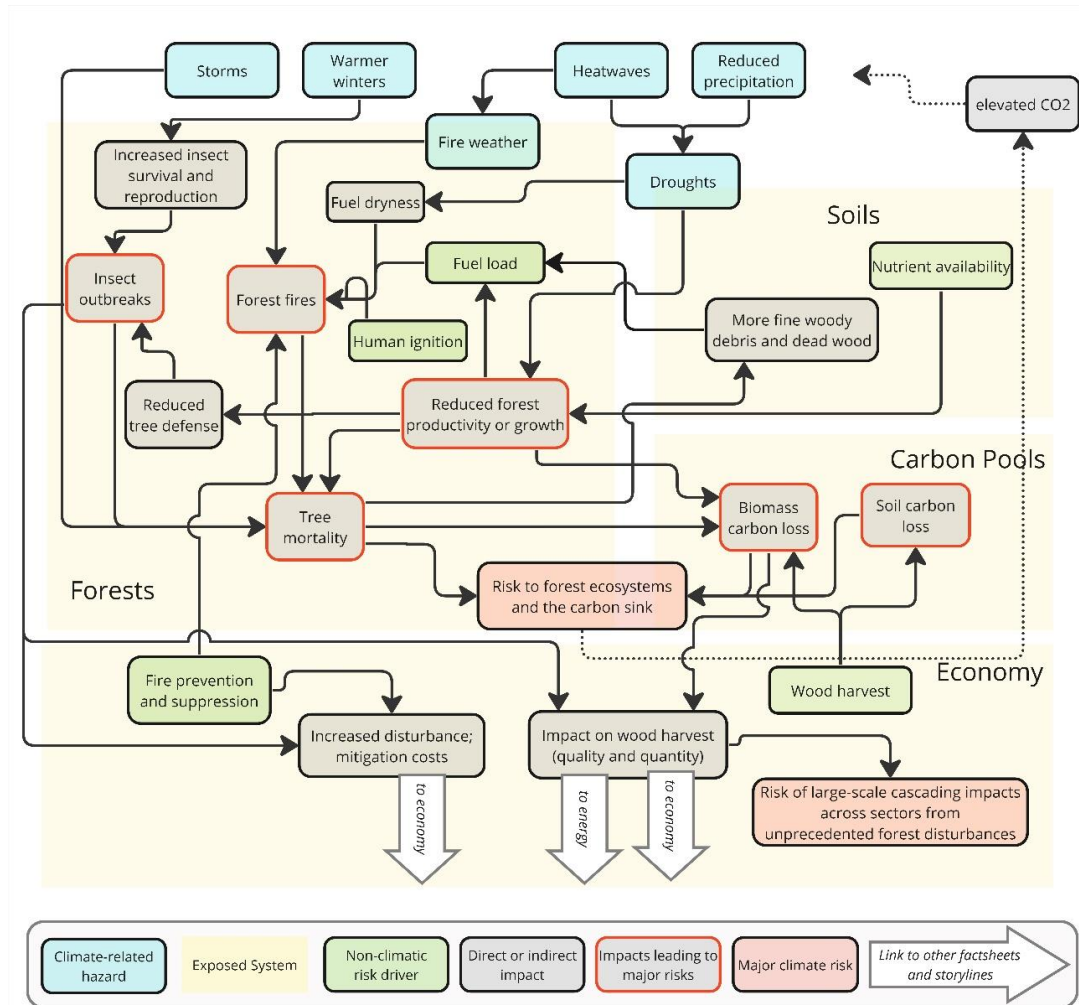 Storms
Warmer
winters
Heatwaves
Reduced
precipitation
elevated CO2
Fire weather
Increased insect
survival and
reproduction
Fuel dryness
Droughts
Soils
Insect
outbreaks
Forest fires
Fuel load
Nutrient availability
Human ignition
More fine woody
debris and dead wood
Reduced
tree defense
Reduced forest
productivity or growth
Carbon Pools
Tree
mortality
Biomass
carbon loss
Soil carbon
loss
Forests
Risk to forest ecosystems
and the carbon sink
Economy
Fire prevention
and suppression
Wood harvest
Increased disturbance;
mitigation costs
Impact on wood harvest
(quality and quantity)
Risk of large-scale cascading impacts
across sectors from
unprecedented forest disturbances
to economy
to energy
to economy
Climate-related
hazard
Exposed System
Non-climatic
risk driver
Direct or indirect
impact
Impacts leading to
major risks
Major climate risk
Link to other factsheets
and storylines